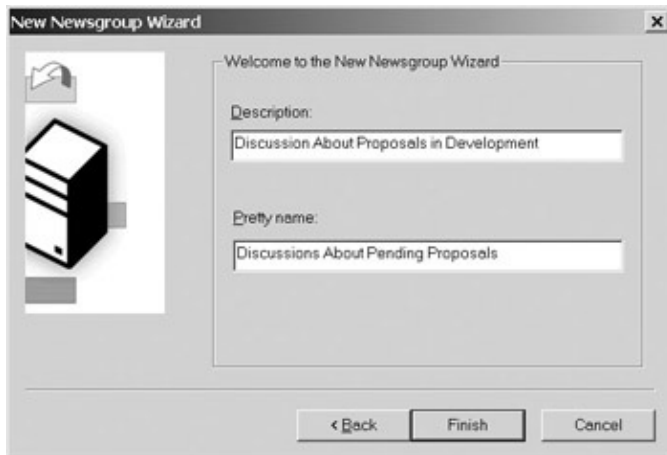 New Newsgroup Wizard
Welcome to the New Newsgroup Wizard
Description:
Discussion About Proposals in Development
Pretty name:
Discussions About Pending Proposals
< Back
Finish
Cancel